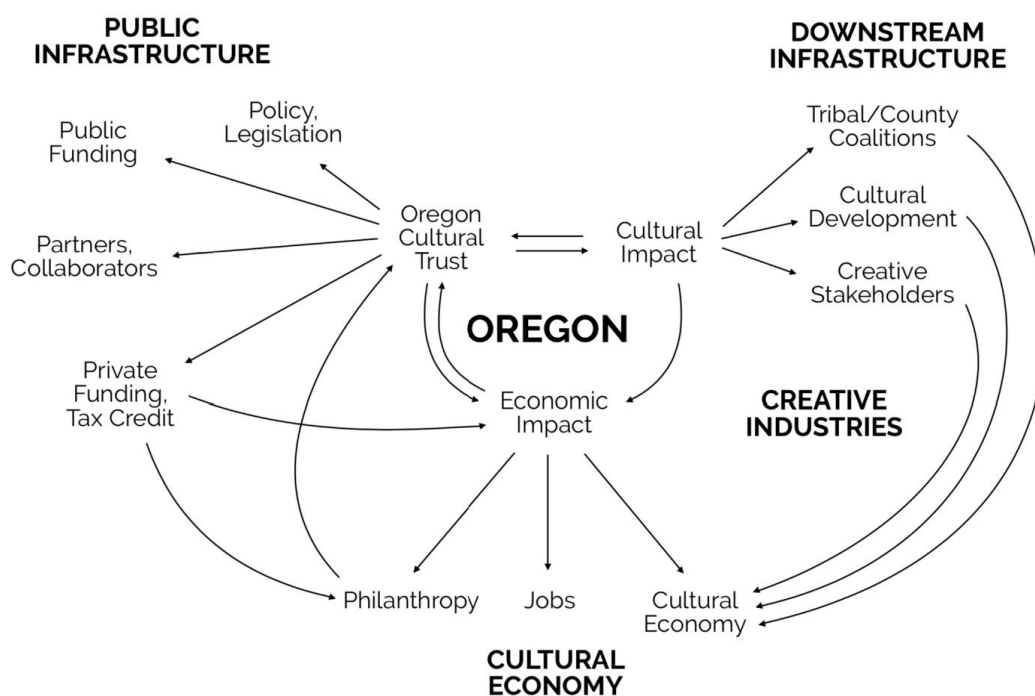 PUBLIC
INFRASTRUCTURE
DOWNSTREAM
INFRASTRUCTURE
Policy,
Legislation
Public
Funding
Tribal/County
Coalitions
Oregon
Cultural
Trust
Cultural
Impact
Cultural
Development
Partners,
Collaborators
Creative
Stakeholders
OREGON
Private
Funding,
Tax Credit
Economic
Impact
CREATIVE
INDUSTRIES
Philanthropy
Jobs
Cultural
Economy
CULTURAL
ECONOMY